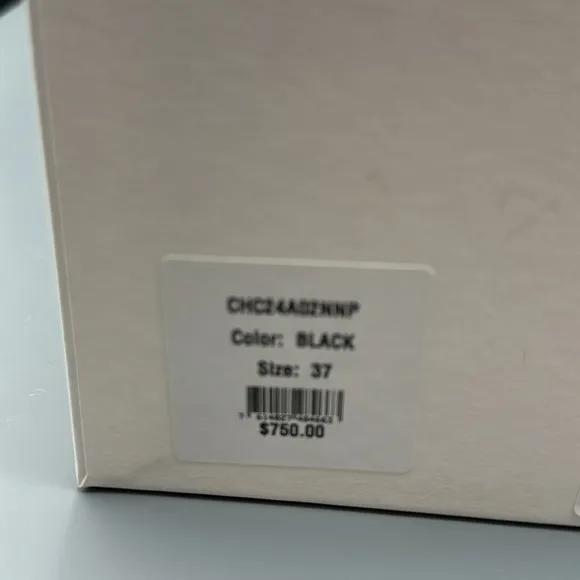 CHC24A02NNP
Color: BLACK
Size: 37
$750.00